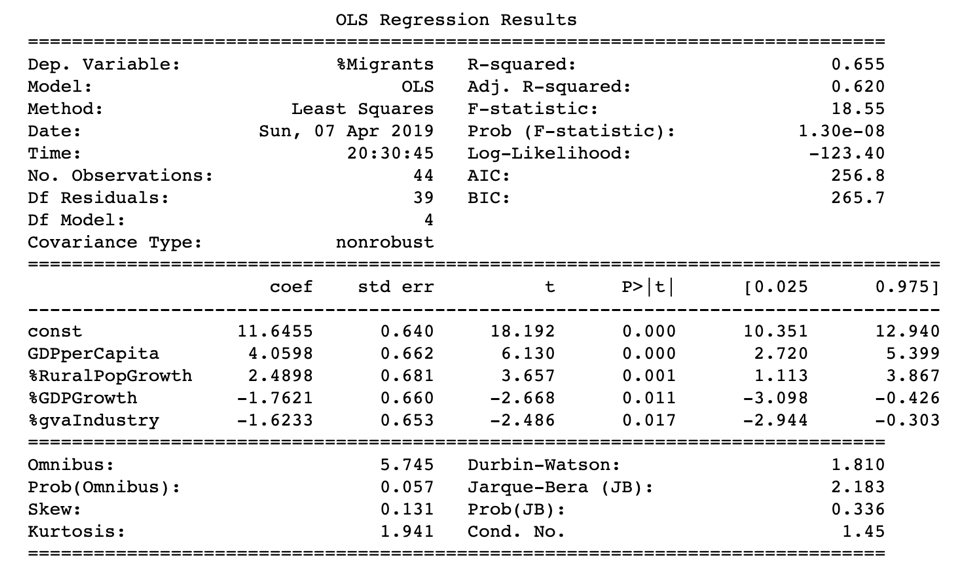 OLS Regression Results
==============================================================================
Dep. Variable: %Migrants R-squared: 0.655
Model: OLS Adj. R-squared: 0.620
Method: Least Squares F-statistic: 18.55
Date: Sun, 07 Apr 2019 Prob (F-statistic): 1.30e-08
Time: 20:30:45 Log-Likelihood: -123.40
No. Observations: 44 AIC: 256.8
Df Residuals: 39 BIC: 265.7
Df Model: 4
Covariance Type: nonrobust
===================================================================================
coef std err t P>|t| [0.025 0.975]
-----------------------------------------------------------------------------------
const 11.6455 0.640 18.192 0.000 10.351 12.940
GDPperCapita 4.0598 0.662 6.130 0.000 2.720 5.399
%RuralPopGrowth 2.4898 0.681 3.657 0.001 1.113 3.867
%GDPGrowth -1.7621 0.660 -2.668 0.011 -3.098 -0.426
%gvaIndustry -1.6233 0.653 -2.486 0.017 -2.944 -0.303
==============================================================================
Omnibus: 5.745 Durbin-Watson: 1.810
Prob(Omnibus): 0.057 Jarque-Bera (JB): 2.183
Skew: 0.131 Prob(JB): 0.336
Kurtosis: 1.941 Cond. No. 1.45
==============================================================================